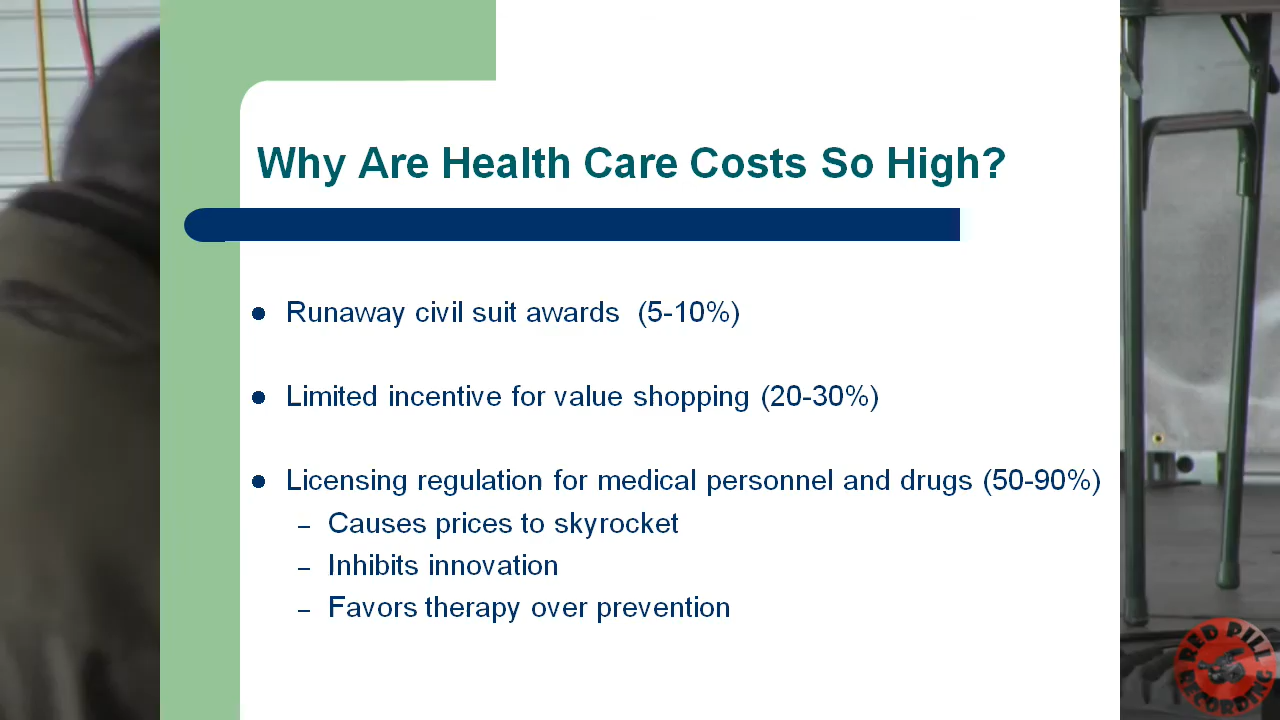 Why Are Health Care Costs So High?
● Runaway civil suit awards  (5-10%)
● Limited incentive for value shopping (20-30%)
● Licensing regulation for medical personnel and drugs (50-90%)
– Causes prices to skyrocket
– Inhibits innovation
– Favors therapy over prevention
RED PILL
RECORDING